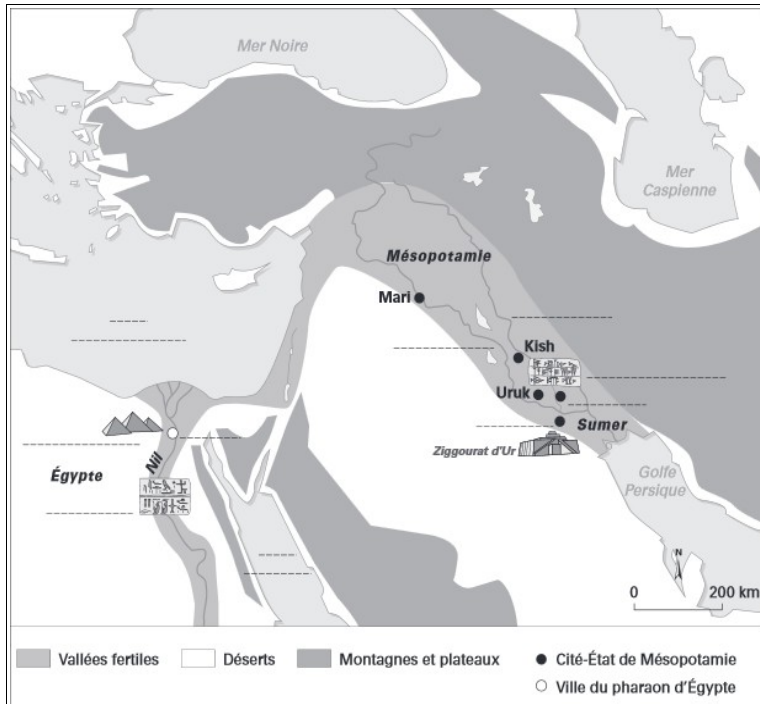 Mer Noire
Mer
Caspienne
Mésopotamie
Mari
Kish
Uruk
Sumer
Ziggourat d'Ur
Égypte
Nil
Golfe
Persique
N
0 200 km
Vallées fertiles
Déserts
Montagnes et plateaux
Cité-État de Mésopotamie
Ville du pharaon d'Égypte